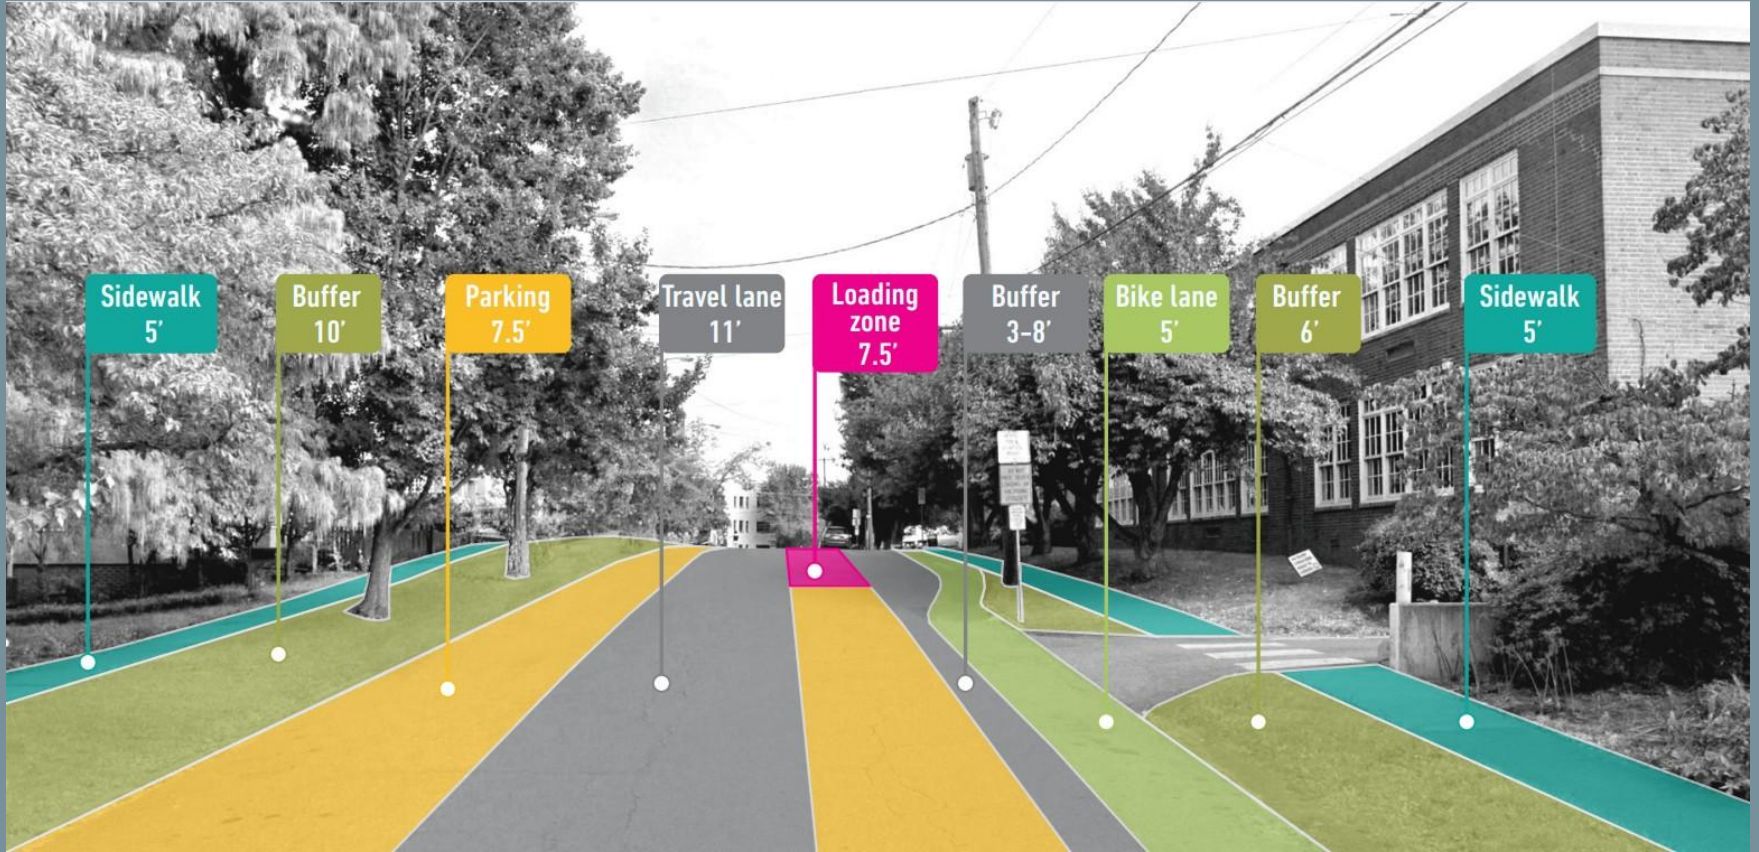 Sidewalk
5’
Buffer
10’
Parking
7.5’
Travel lane
11’
Loading
zone
7.5’
Buffer
3-8’
Bike lane
5’
Buffer
6’
Sidewalk
5’